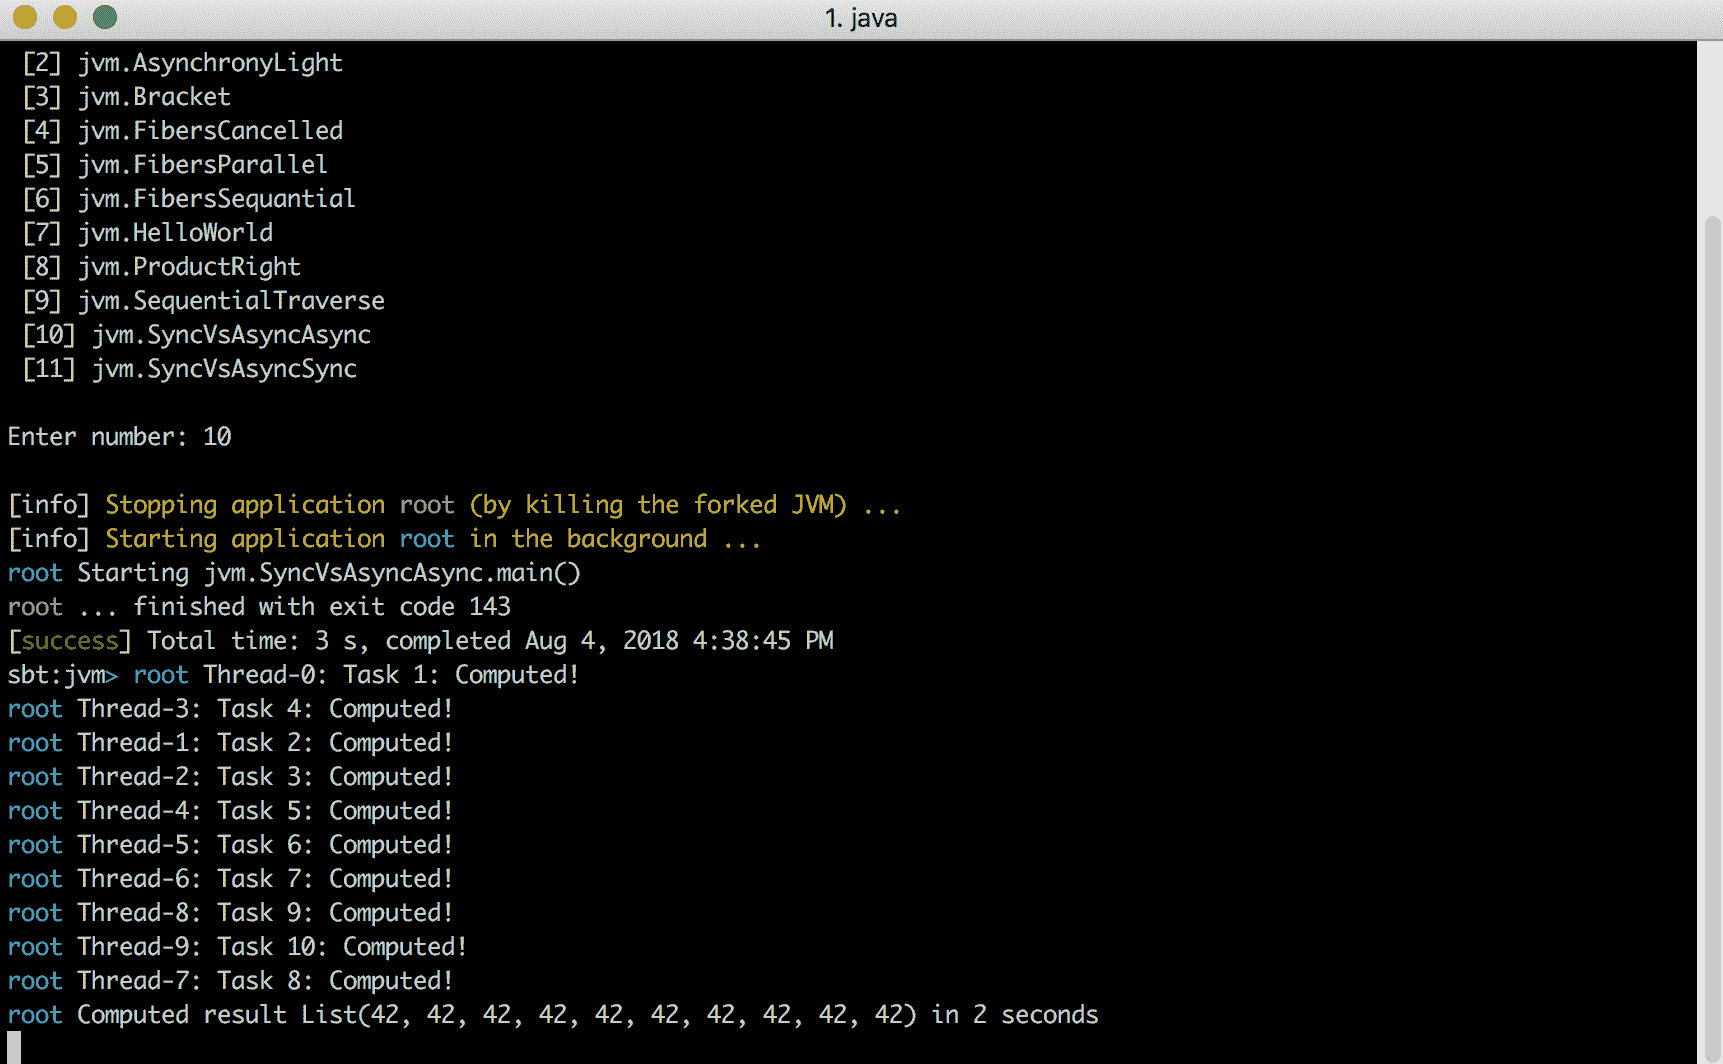 1. java
[2] jvm.AsynchronyLight
[3] jvm.Bracket
[4] jvm.FibersCancelled
[5] jvm.FibersParallel
[6] jvm.FibersSequantial
[7] jvm.HelloWorld
[8] jvm.ProductRight
[9] jvm.SequentialTraverse
[10] jvm.SyncVsAsyncAsync
[11] jvm.SyncVsAsyncSync
Enter number: 10
[info] Stopping application root (by killing the forked JVM) ...
[info] Starting application root in the background ...
root Starting jvm.SyncVsAsyncAsync.main()
root ... finished with exit code 143
[success] Total time: 3 s, completed Aug 4, 2018 4:38:45 PM
sbt:jvm> root Thread-0: Task 1: Computed!
root Thread-3: Task 4: Computed!
root Thread-1: Task 2: Computed!
root Thread-2: Task 3: Computed!
root Thread-4: Task 5: Computed!
root Thread-5: Task 6: Computed!
root Thread-6: Task 7: Computed!
root Thread-8: Task 9: Computed!
root Thread-9: Task 10: Computed!
root Thread-7: Task 8: Computed!
root Computed result List(42, 42, 42, 42, 42, 42, 42, 42, 42, 42) in 2 seconds